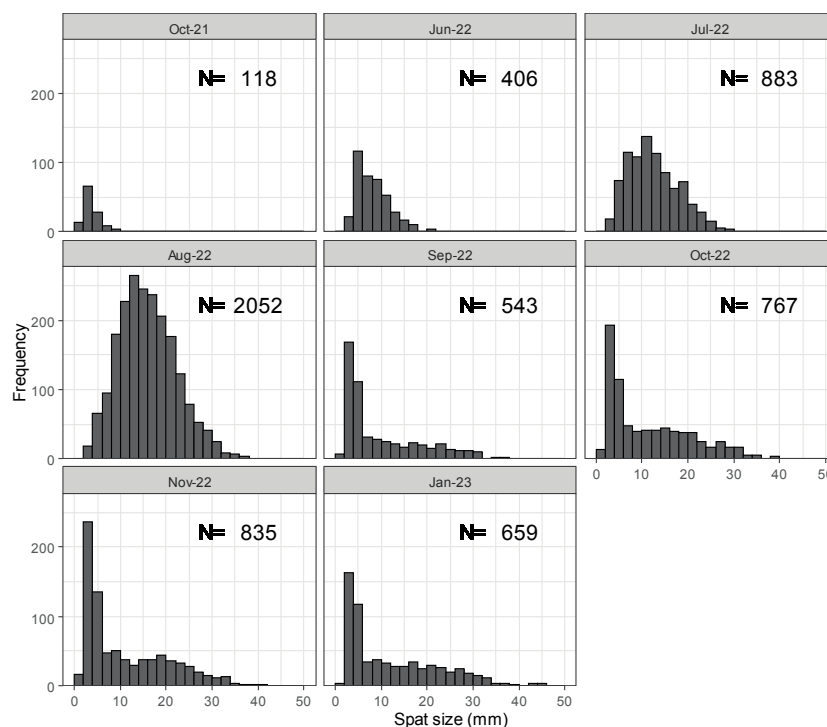 Oct-21 Jun-22 Jul-22
N= 118 N= 406 N= 883
200
100
0
Aug-22 Sep-22 Oct-22
N= 2052 N= 543 N= 767
200
100
0
Frequency
0 10 20 30 40 50
Nov-22 Jan-23
N= 835 N= 659
200
100
0
0 10 20 30 40 50 0 10 20 30 40 50
Spat size (mm)